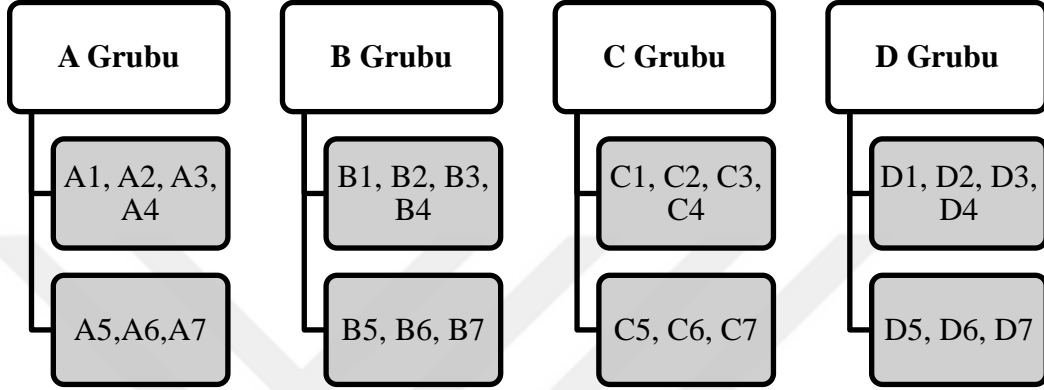 A Grubu
A1, A2, A3,
A4
A5,A6,A7
B Grubu
B1, B2, B3,
B4
B5, B6, B7
C Grubu
C1, C2, C3,
C4
C5, C6, C7
D Grubu
D1, D2, D3,
D4
D5, D6, D7